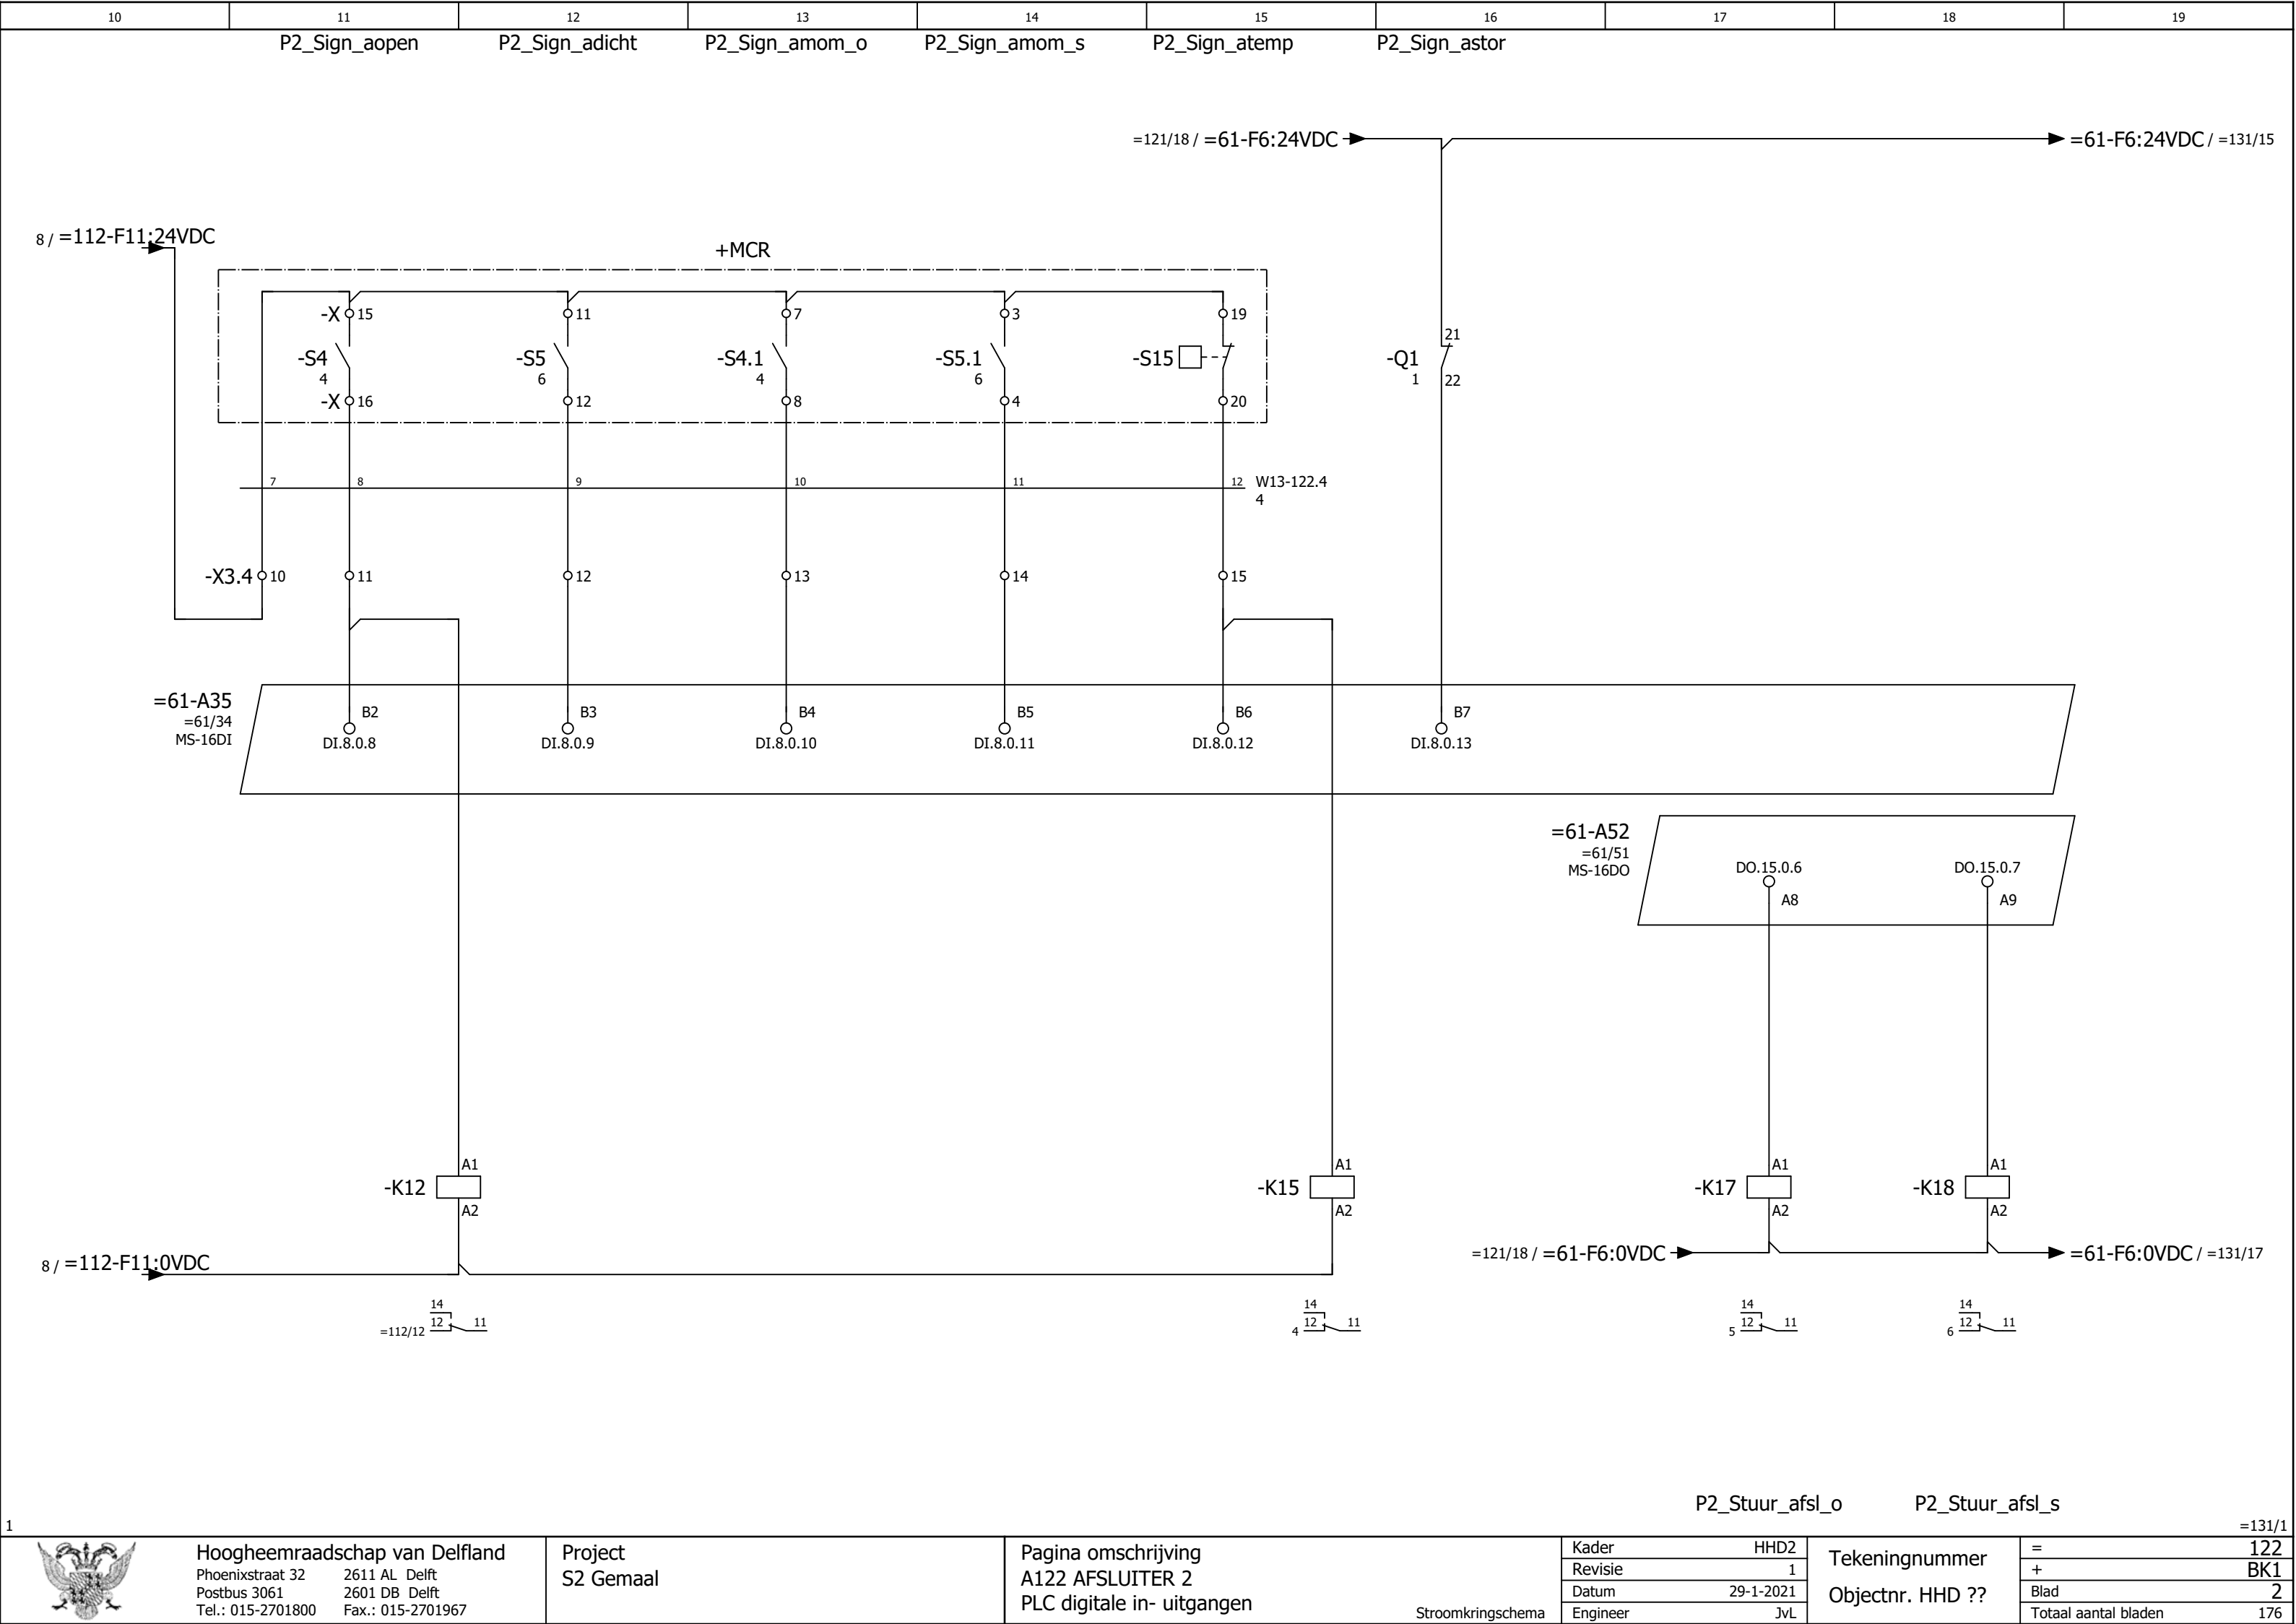 10 11 12 13 14 15 16 17 18 19
P2_Sign_aopen P2_Sign_adicht P2_Sign_amom_o P2_Sign_amom_s P2_Sign_atemp P2_Sign_astor
=121/18 / =61-F6:24VDC =61-F6:24VDC / =131/15
8 / =112-F11:24VDC
+MCR
-X 15 11 7 3 19
21
-S4 -S5 -S4.1 -S5.1 -S15 -Q1
4 6 4 6 1 22
-X 16 12 8 4 20
7 8 9 10 11 12 W13-122.4
4
-X3.4 10 11 12 13 14 15
=61-A35
=61/34
MS-16DI
B2 B3 B4 B5 B6 B7
DI.8.0.8 DI.8.0.9 DI.8.0.10 DI.8.0.11 DI.8.0.12 DI.8.0.13
=61-A52
=61/51
MS-16DO
DO.15.0.6 DO.15.0.7
A8 A9
A1 A1 A1 A1
-K12 -K15 -K17 -K18
A2 A2 A2 A2
8 / =112-F11:0VDC =121/18 / =61-F6:0VDC =61-F6:0VDC / =131/17
14 14 14 14
=112/12 12 11 4 12 11 5 12 11 6 12 11
P2_Stuur_afsl_o P2_Stuur_afsl_s
1 =131/1
Hoogheemraadschap van Delfland
Phoenixstraat 32 2611 AL Delft
Postbus 3061 2601 DB Delft
Tel.: 015-2701800 Fax.: 015-2701967
Project
S2 Gemaal
Pagina omschrijving
A122 AFSLUITER 2
PLC digitale in- uitgangen
Stroomkringschema
Kader HHD2
Revisie 1
Datum 29-1-2021
Engineer JvL
Tekeningnummer
Objectnr. HHD ??
= 122
+ BK1
Blad 2
Totaal aantal bladen 176